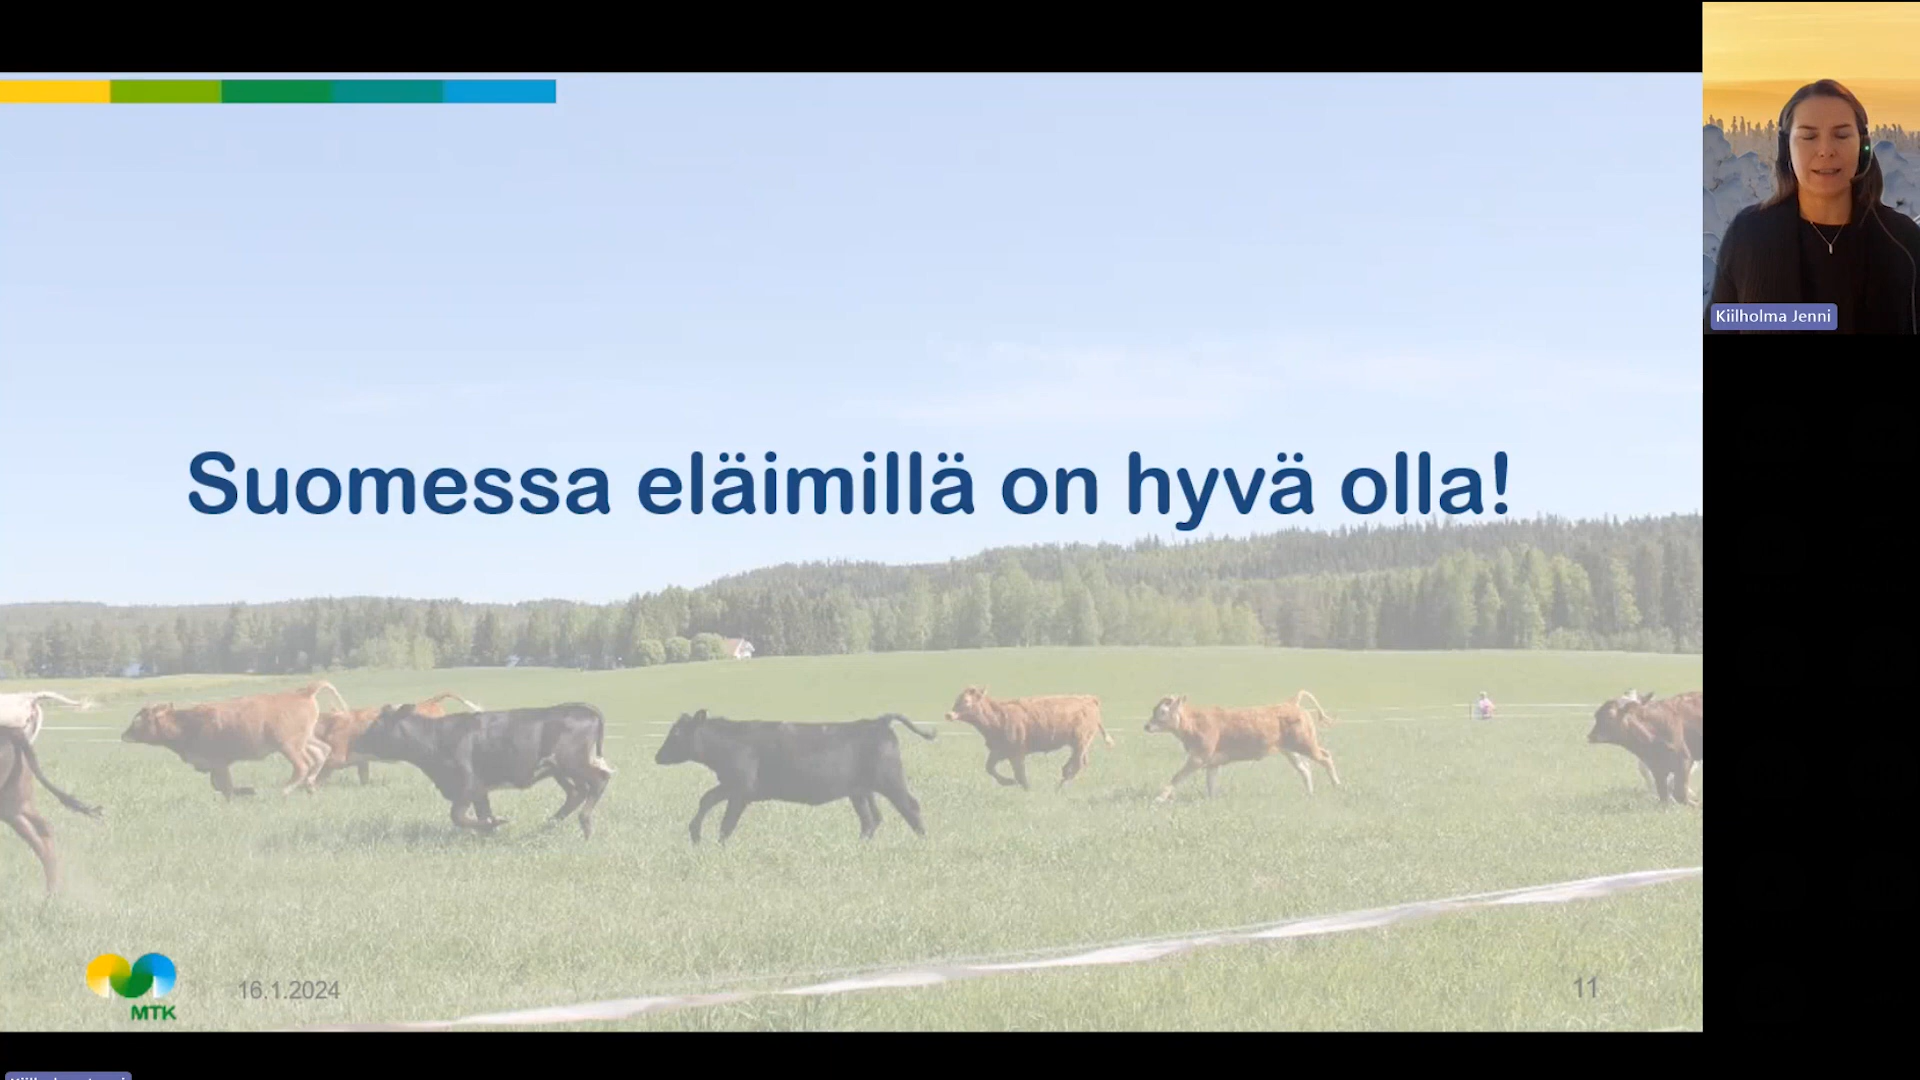 Suomessa eläimillä on hyvä olla!
Kiilholma Jenni
MTK
16.1.2024
11